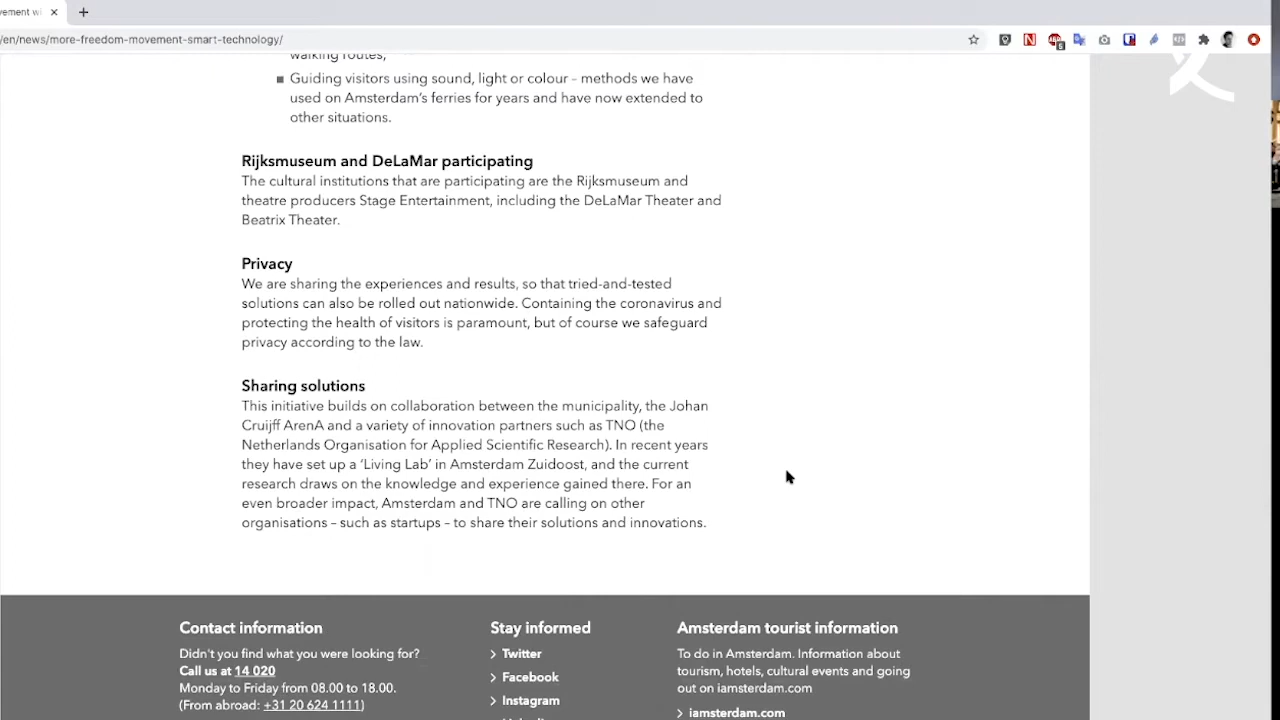 vement wi
/en/news/more-freedom-movement-smart-technology/
walking routes;
Guiding visitors using sound, light or colour – methods we have
used on Amsterdam's ferries for years and have now extended to
other situations.
Rijksmuseum and DeLaMar participating
The cultural institutions that are participating are the Rijksmuseum and
theatre producers Stage Entertainment, including the DeLaMar Theater and
Beatrix Theater.
Privacy
We are sharing the experiences and results, so that tried-and-tested
solutions can also be rolled out nationwide. Containing the coronavirus and
protecting the health of visitors is paramount, but of course we safeguard
privacy according to the law.
Sharing solutions
This initiative builds on collaboration between the municipality, the Johan
Cruijff ArenA and a variety of innovation partners such as TNO (the
Netherlands Organisation for Applied Scientific Research). In recent years
they have set up a 'Living Lab' in Amsterdam Zuidoost, and the current
research draws on the knowledge and experience gained there. For an
even broader impact, Amsterdam and TNO are calling on other
organisations – such as startups – to share their solutions and innovations.
Contact information
Didn't you find what you were looking for?
Call us at 14 020
Monday to Friday from 08.00 to 18.00.
(From abroad: +31 20 624 1111)
Stay informed
Twitter
Facebook
Instagram
Amsterdam tourist information
To do in Amsterdam. Information about
tourism, hotels, cultural events and going
out on iamsterdam.com
iamsterdam.com